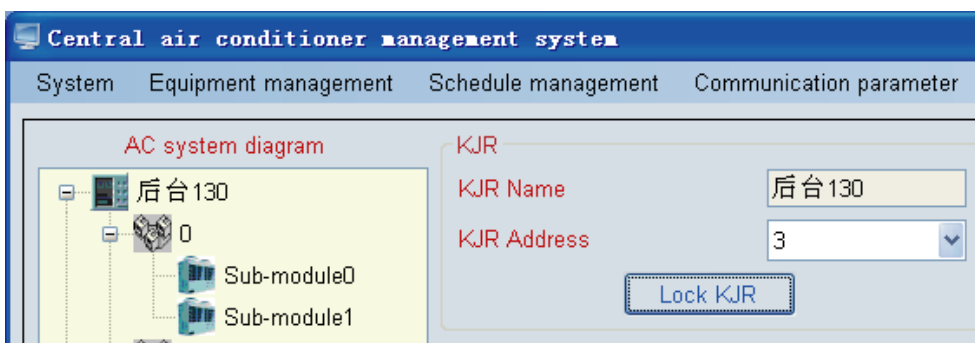 Central air conditioner management system
System Equipment management Schedule management Communication parameter
AC system diagram
后台130
0
Sub-module0
Sub-module1
KJR
KJR Name 后台130
KJR Address 3
Lock KJR